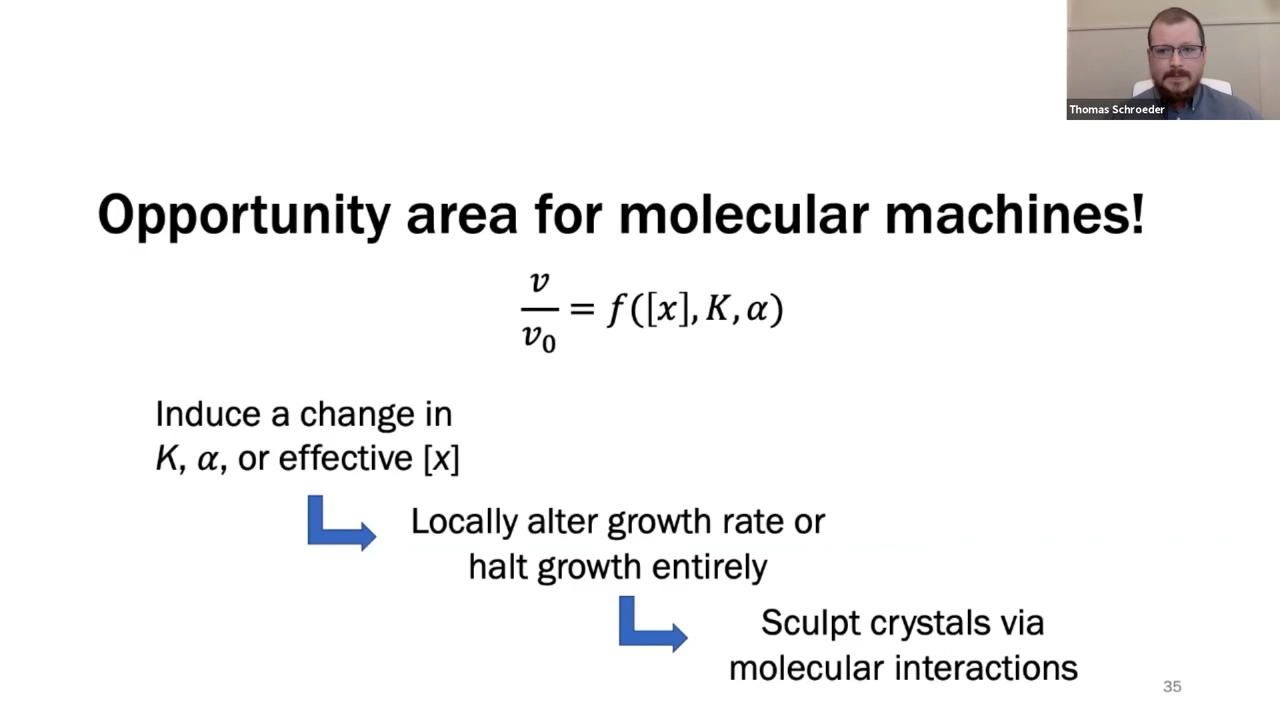 Thomas Schroeder
Opportunity area for molecular machines!
v/v₀ = f([x], K, α)
Induce a change in
K, α, or effective [x]
Locally alter growth rate or
halt growth entirely
Sculpt crystals via
molecular interactions
35